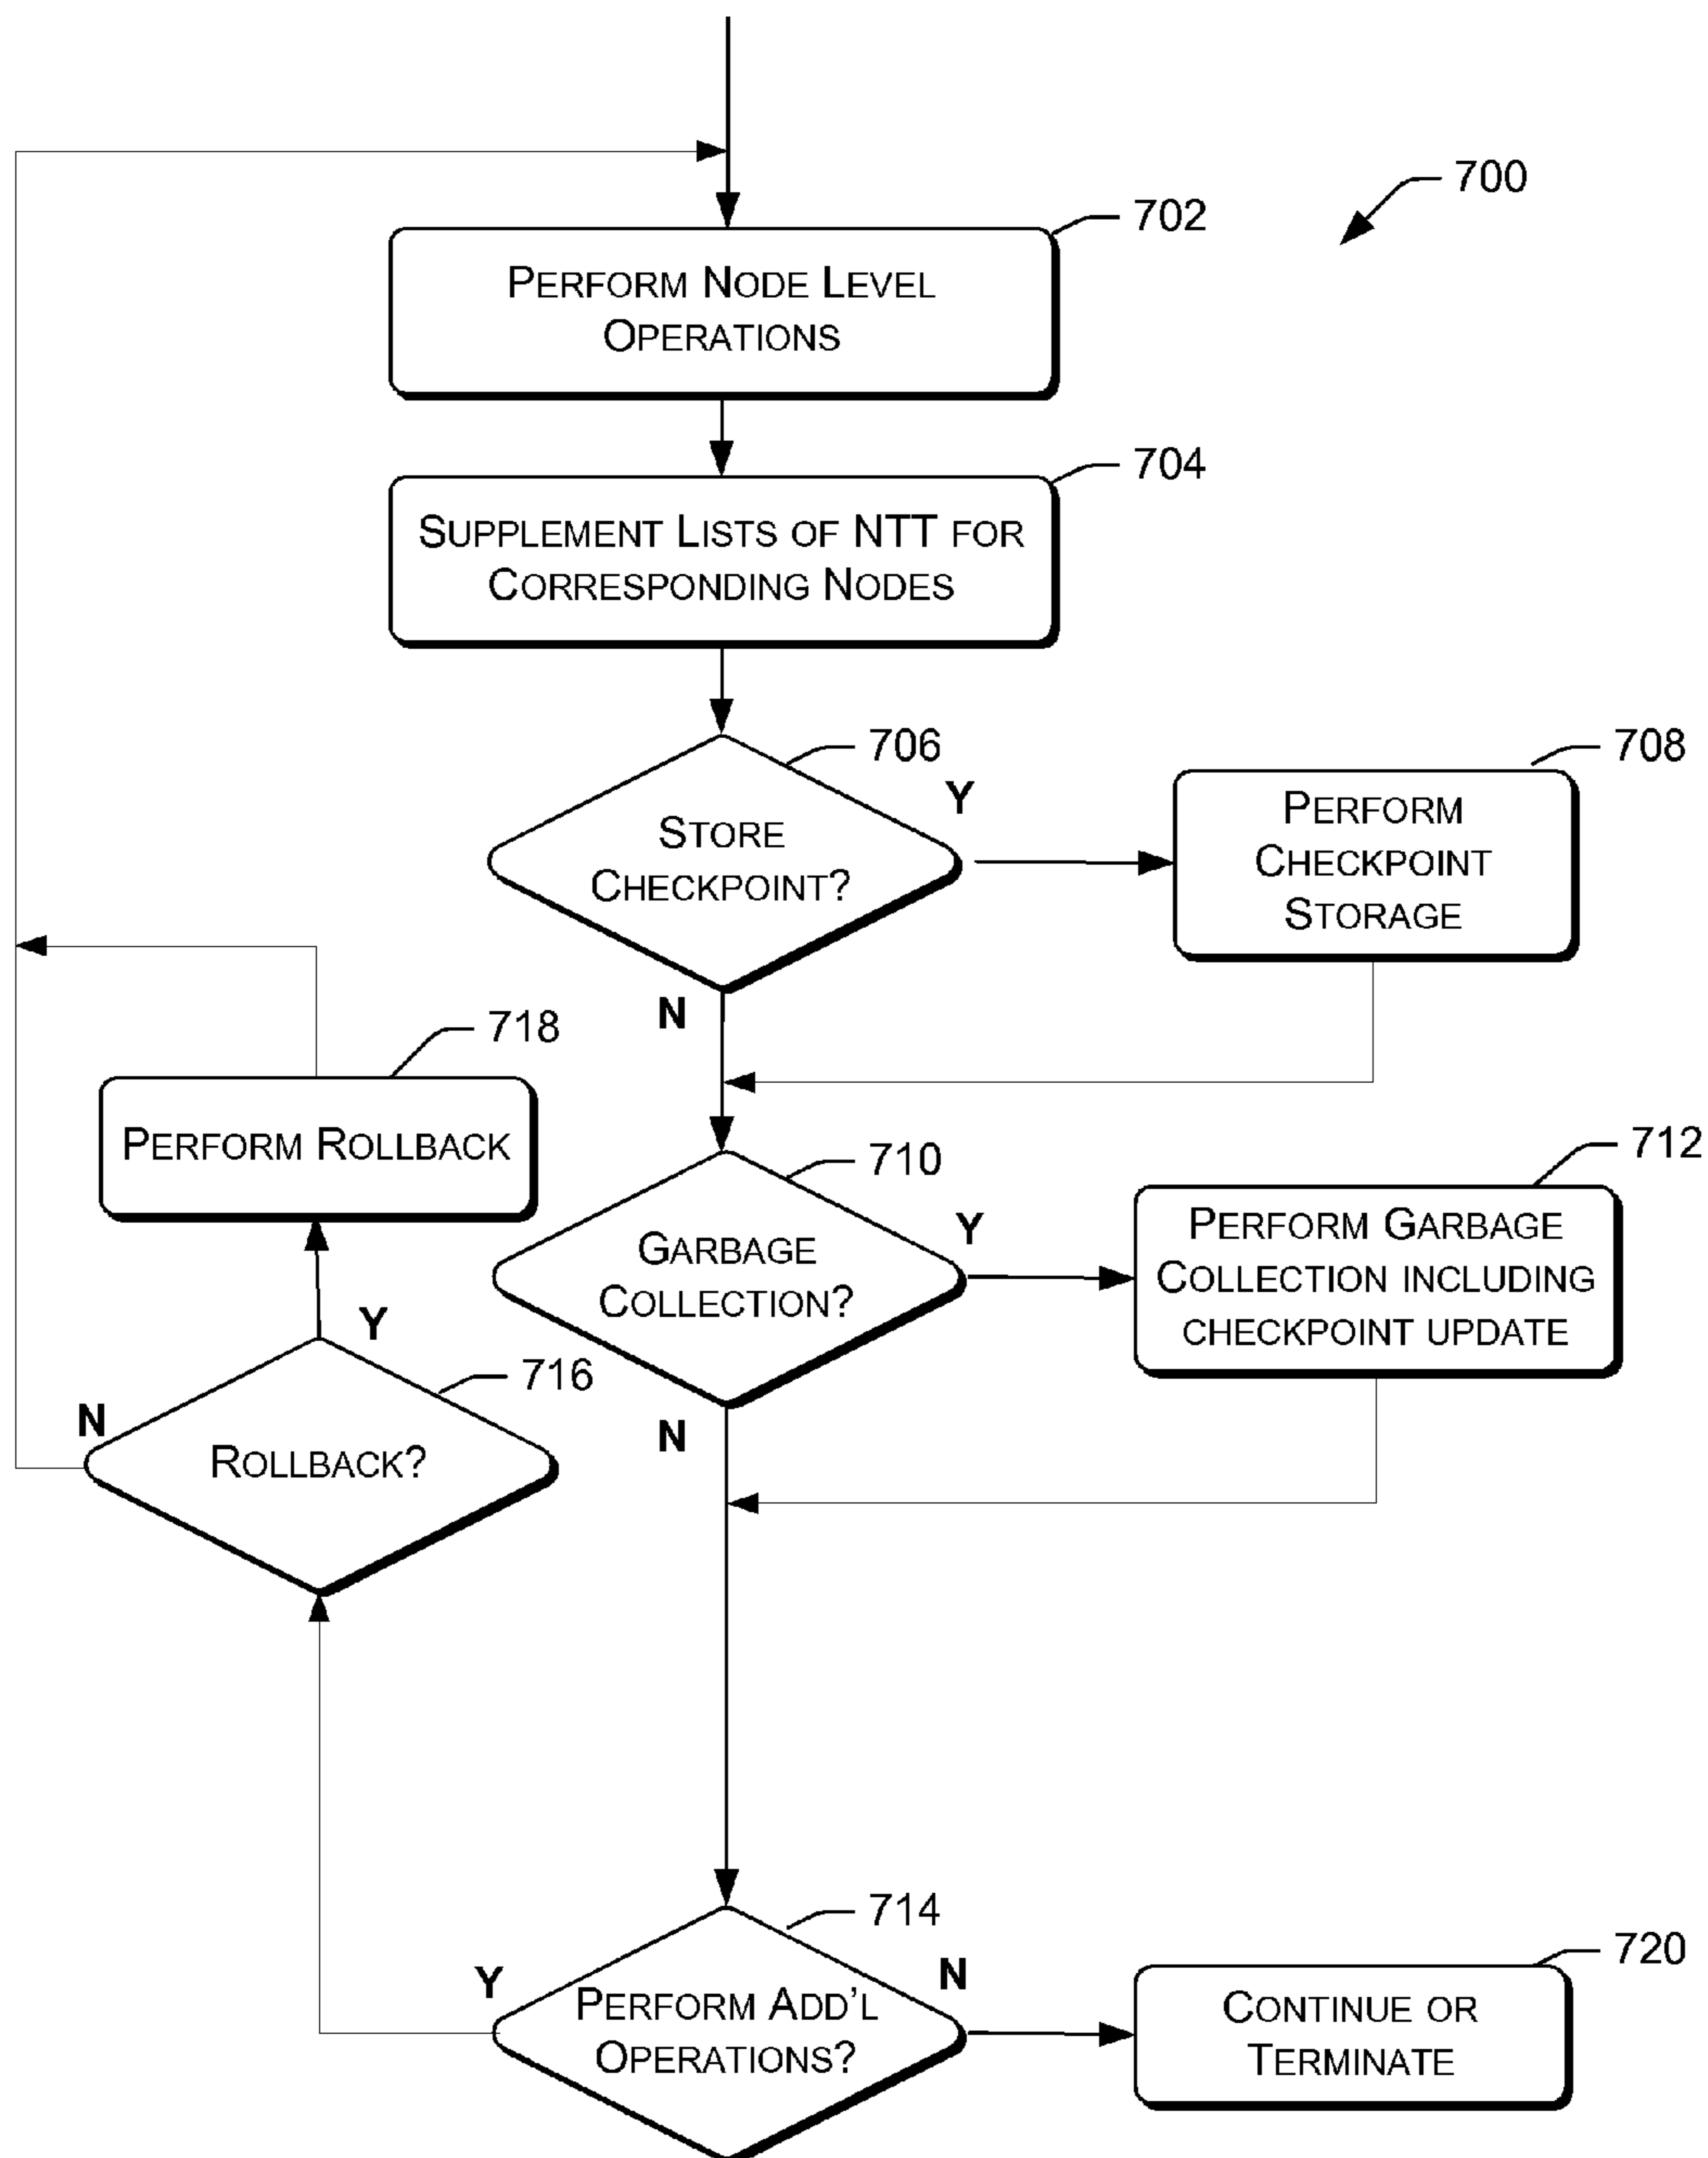 700
702
PERFORM NODE LEVEL
OPERATIONS
704
SUPPLEMENT LISTS OF NTT FOR
CORRESPONDING NODES
706
708
Y
STORE
CHECKPOINT?
PERFORM
CHECKPOINT
STORAGE
N
718
PERFORM ROLLBACK
710
712
Y
GARBAGE
COLLECTION?
PERFORM GARBAGE
COLLECTION INCLUDING
CHECKPOINT UPDATE
Y
716
N
ROLLBACK?
N
714
720
Y
N
PERFORM ADD'L
OPERATIONS?
CONTINUE OR
TERMINATE